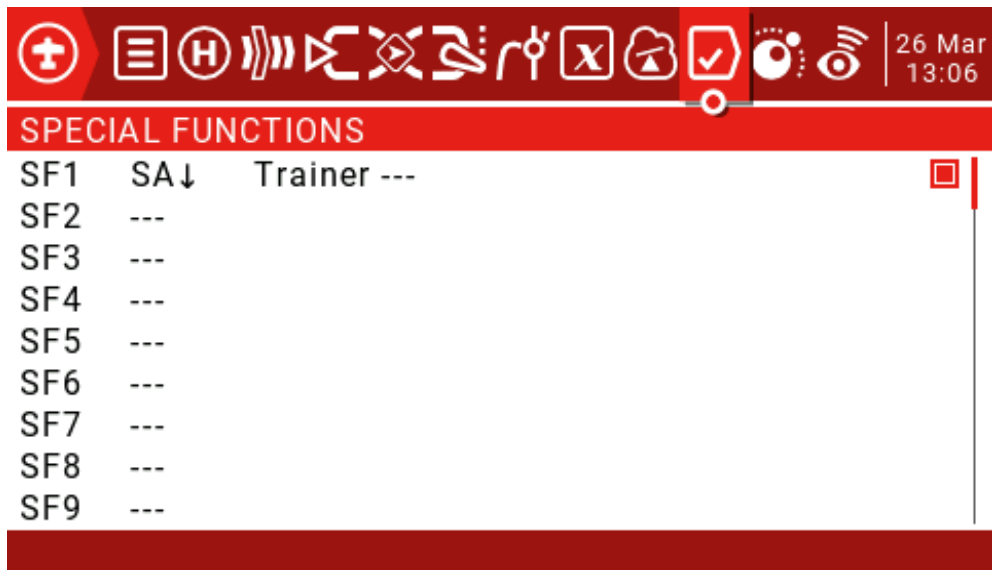 H
x
26 Mar
13:06
SPECIAL FUNCTIONS
SF1 SA↓ Trainer ---
SF2 ---
SF3 ---
SF4 ---
SF5 ---
SF6 ---
SF7 ---
SF8 ---
SF9 ---